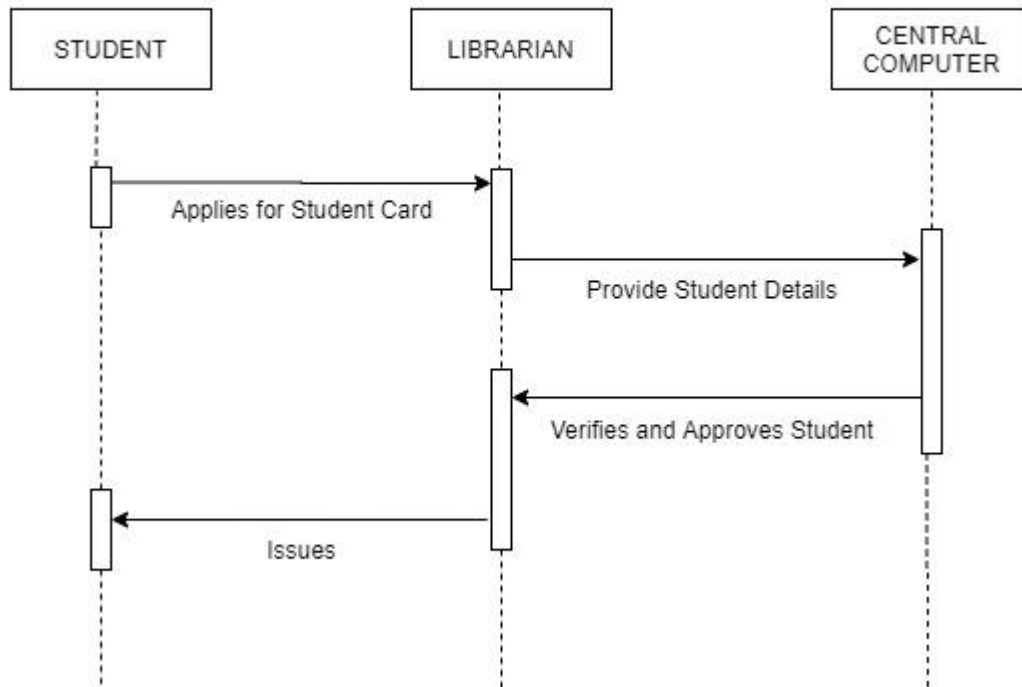 STUDENT
LIBRARIAN
CENTRAL
COMPUTER
Applies for Student Card
Provide Student Details
Verifies and Approves Student
Issues